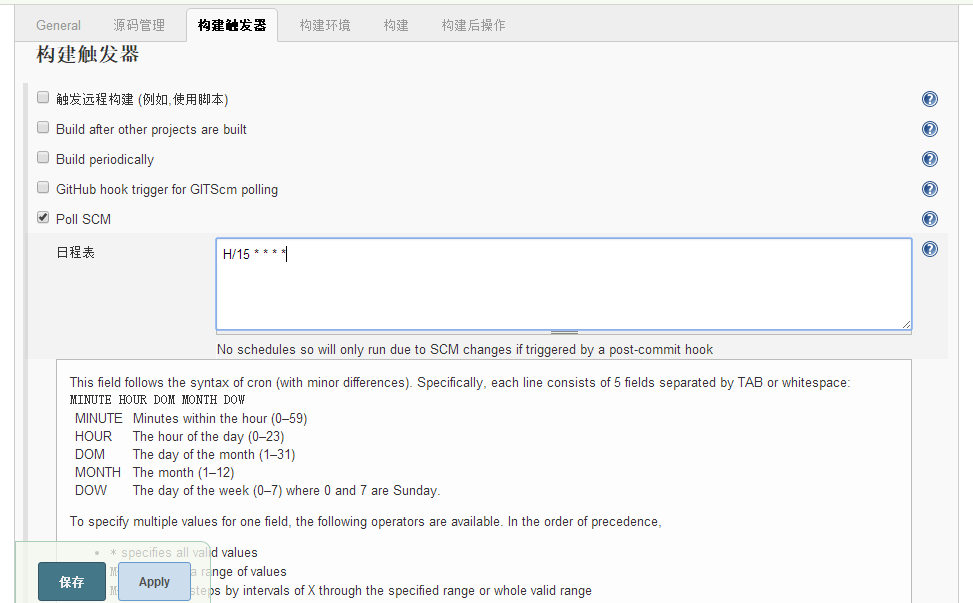 General 源码管理 构建触发器 构建环境 构建 构建后操作
构建触发器
触发远程构建 (例如,使用脚本)
Build after other projects are built
Build periodically
GitHub hook trigger for GITScm polling
Poll SCM
日程表
H/15 * * * *
No schedules so will only run due to SCM changes if triggered by a post-commit hook
This field follows the syntax of cron (with minor differences). Specifically, each line consists of 5 fields separated by TAB or whitespace:
MINUTE HOUR DOM MONTH DOW
MINUTE Minutes within the hour (0–59)
HOUR The hour of the day (0–23)
DOM The day of the month (1–31)
MONTH The month (1–12)
DOW The day of the week (0–7) where 0 and 7 are Sunday.
To specify multiple values for one field, the following operators are available. In the order of precedence,
* specifies all valid values
a range of values
steps by intervals of X through the specified range or whole valid range
保存 Apply